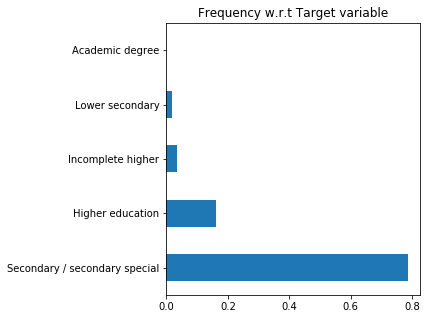 Frequency w.r.t Target variable
Academic degree
Lower secondary
Incomplete higher
Higher education
Secondary / secondary special
0.0 0.2 0.4 0.6 0.8